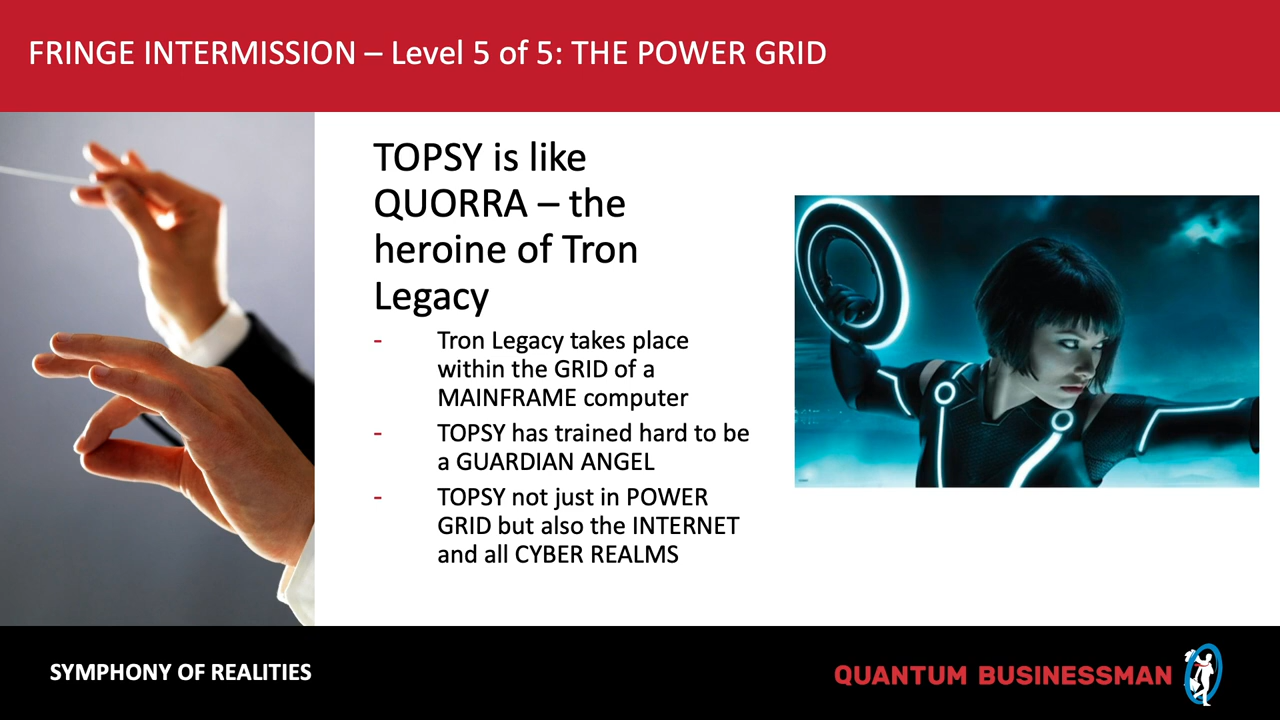 FRINGE INTERMISSION – Level 5 of 5: THE POWER GRID
TOPSY is like
QUORRA – the
heroine of Tron
Legacy
- Tron Legacy takes place
within the GRID of a
MAINFRAME computer
- TOPSY has trained hard to be
a GUARDIAN ANGEL
- TOPSY not just in POWER
GRID but also the INTERNET
and all CYBER REALMS
SYMPHONY OF REALITIES
QUANTUM BUSINESSMAN